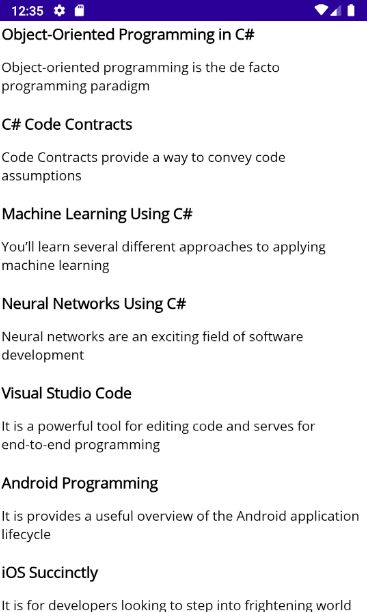 12:35
Object-Oriented Programming in C#
Object-oriented programming is the de facto
programming paradigm
C# Code Contracts
Code Contracts provide a way to convey code
assumptions
Machine Learning Using C#
You'll learn several different approaches to applying
machine learning
Neural Networks Using C#
Neural networks are an exciting field of software
development
Visual Studio Code
It is a powerful tool for editing code and serves for
end-to-end programming
Android Programming
It is provides a useful overview of the Android application
lifecycle
iOS Succinctly
It is for developers looking to step into frightening world